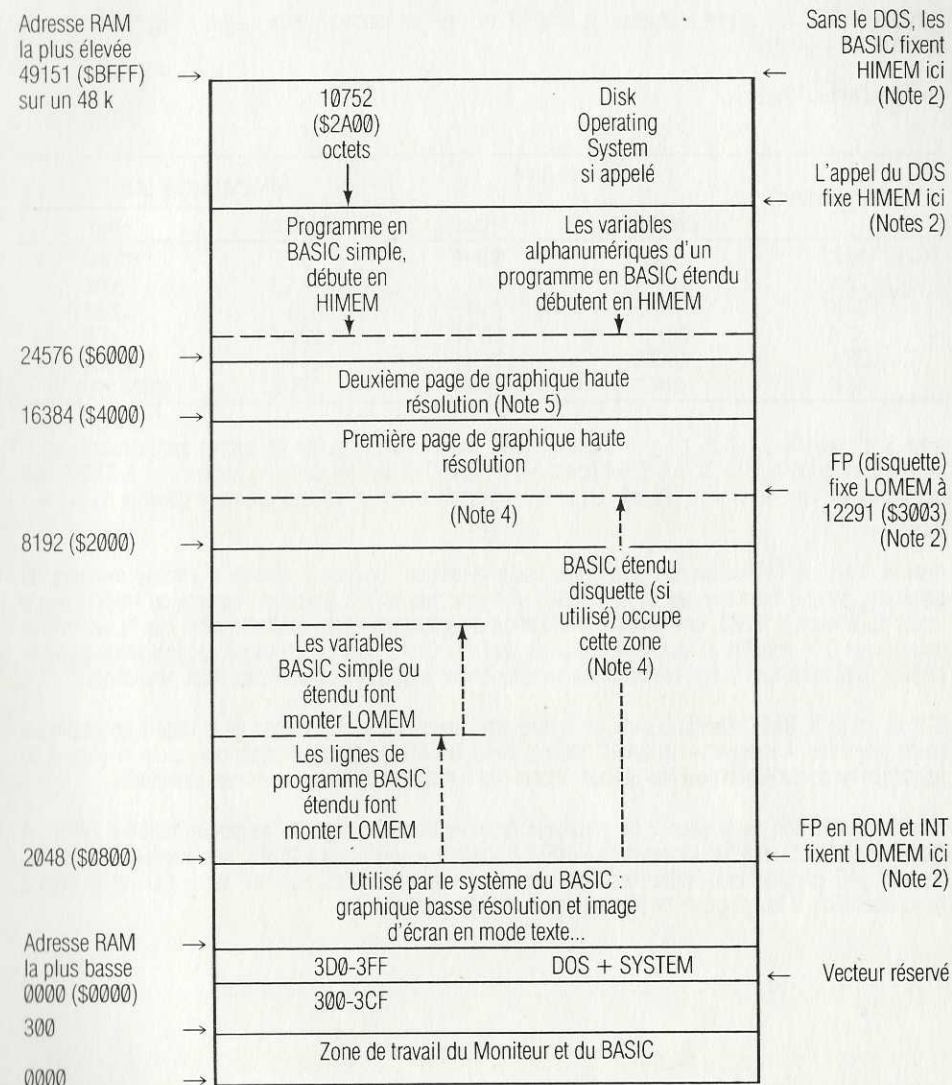 Adresse RAM
la plus élevée
49151 ($BFFF)
sur un 48 k
Sans le DOS, les
BASIC fixent
HIMEM ici
(Note 2)
10752
($2A00)
octets
Disk
Operating
System
si appelé
L'appel du DOS
fixe HIMEM ici
(Notes 2)
Programme en
BASIC simple,
débute en
HIMEM
Les variables
alphanumériques d'un
programme en BASIC étendu
débutent en HIMEM
24576 ($6000)
Deuxième page de graphique haute
résolution (Note 5)
16384 ($4000)
Première page de graphique haute
résolution
FP (disquette)
fixe LOMEM à
12291 ($3003)
(Note 2)
(Note 4)
8192 ($2000)
BASIC étendu
disquette (si
utilisé) occupe
cette zone
(Note 4)
Les variables
BASIC simple ou
étendu font
monter LOMEM
Les lignes de
programme BASIC
étendu font
monter LOMEM
2048 ($0800)
FP en ROM et INT
fixent LOMEM ici
(Note 2)
Utilisé par le système du BASIC :
graphique basse résolution et image
d'écran en mode texte...
Adresse RAM
la plus basse
0000 ($0000)
3D0-3FF
DOS + SYSTEM
Vecteur réservé
300-3CF
300
Zone de travail du Moniteur et du BASIC
0000